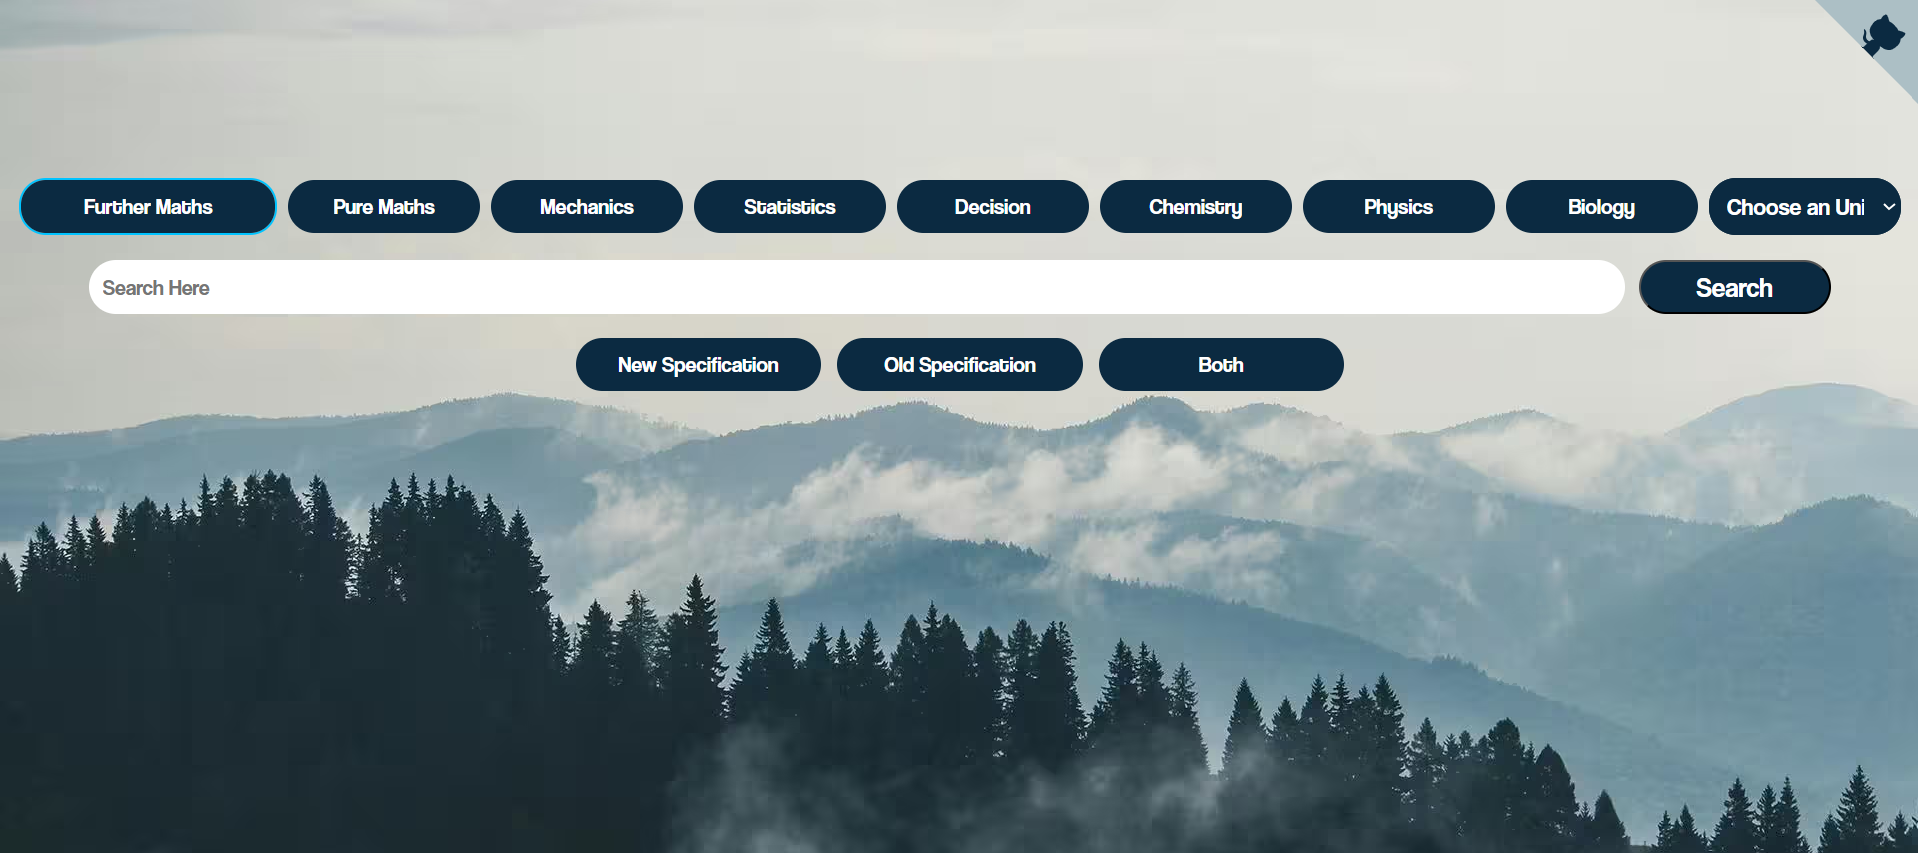 Further Maths Pure Maths Mechanics Statistics Decision Chemistry Physics Biology Choose an Uni
Search Here Search
New Specification Old Specification Both